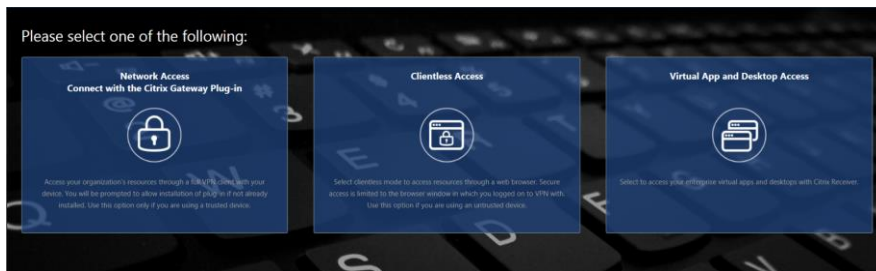 Please select one of the following:
Network Access
Connect with the Citrix Gateway Plug-in
Access your organization's resources through a full VPN client with your
device. You will be prompted to allow installation of plug-in if not already
installed. Use this option only if you are using a trusted device.
Clientless Access
Select clientless mode to access resources through a web browser. Secure
access is limited to the browser window in which you logged on to VPN with.
Use this option if you are using an untrusted device.
Virtual App and Desktop Access
Select to access your enterprise virtual apps and desktops with Citrix Receiver.